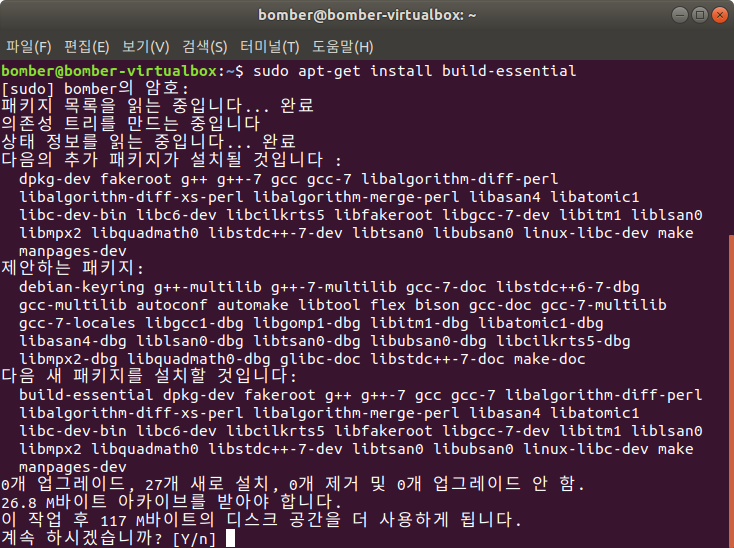 bomber@bomber-virtualbox: ~
파일(F) 편집(E) 보기(V) 검색(S) 터미널(T) 도움말(H)
bomber@bomber-virtualbox:~$ sudo apt-get install build-essential
[sudo] bomber의 암호:
패키지 목록을 읽는 중입니다... 완료
의존성 트리를 만드는 중입니다
상태 정보를 읽는 중입니다... 완료
다음의 추가 패키지가 설치될 것입니다 :
dpkg-dev fakeroot g++ g++-7 gcc gcc-7 libalgorithm-diff-perl
libalgorithm-diff-xs-perl libalgorithm-merge-perl libasan4 libatomic1
libc-dev-bin libc6-dev libcilkrts5 libfakeroot libgcc-7-dev libitm1 liblsan0
libmpx2 libquadmath0 libstdc++-7-dev libtsan0 libubsan0 linux-libc-dev make
manpages-dev
제안하는 패키지:
debian-keyring g++-multilib g++-7-multilib gcc-7-doc libstdc++6-7-dbg
gcc-multilib autoconf automake libtool flex bison gcc-doc gcc-7-multilib
gcc-7-locales libgcc1-dbg libgomp1-dbg libitm1-dbg libatomic1-dbg
libasan4-dbg liblsan0-dbg libtsan0-dbg libubsan0-dbg libcilkrts5-dbg
libmpx2-dbg libquadmath0-dbg glibc-doc libstdc++-7-doc make-doc
다음 새 패키지를 설치할 것입니다:
build-essential dpkg-dev fakeroot g++ g++-7 gcc gcc-7 libalgorithm-diff-perl
libalgorithm-diff-xs-perl libalgorithm-merge-perl libasan4 libatomic1
libc-dev-bin libc6-dev libcilkrts5 libfakeroot libgcc-7-dev libitm1 liblsan0
libmpx2 libquadmath0 libstdc++-7-dev libtsan0 libubsan0 linux-libc-dev make
manpages-dev
0개 업그레이드, 27개 새로 설치, 0개 제거 및 0개 업그레이드 안 함.
26.8 M바이트 아카이브를 받아야 합니다.
이 작업 후 117 M바이트의 디스크 공간을 더 사용하게 됩니다.
계속 하시겠습니까? [Y/n]